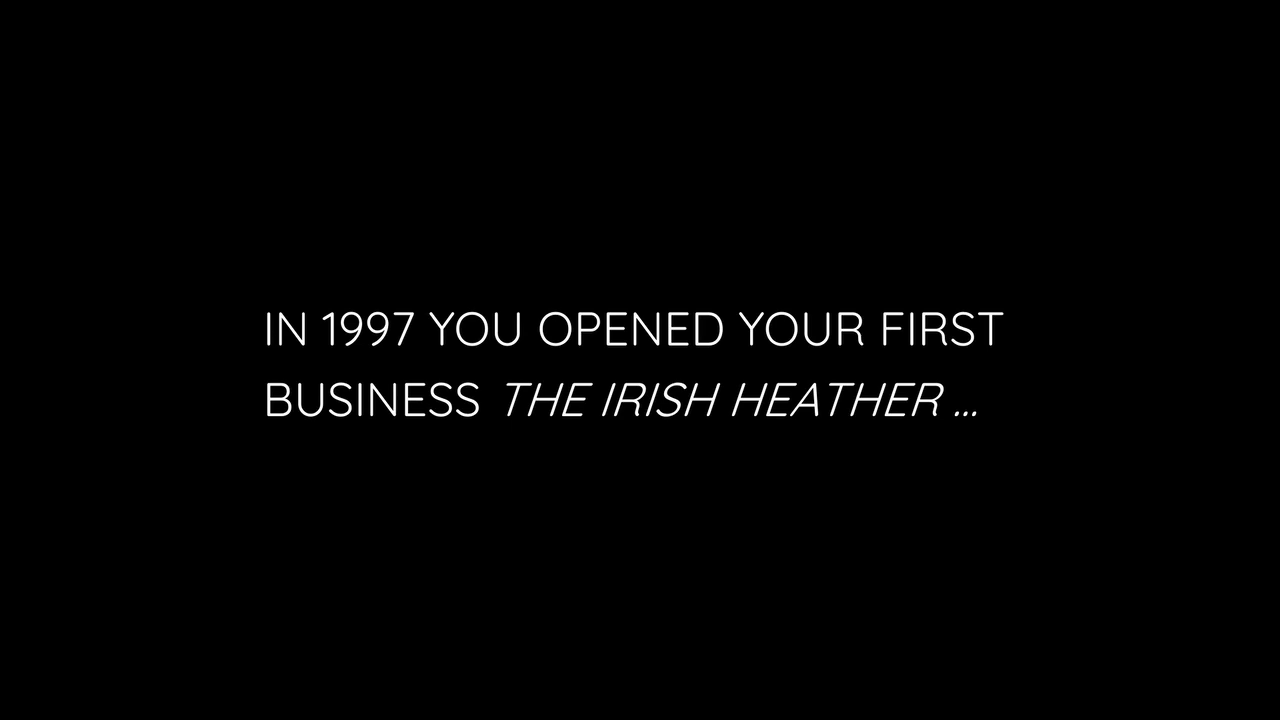 IN 1997 YOU OPENED YOUR FIRST
BUSINESS THE IRISH HEATHER ...